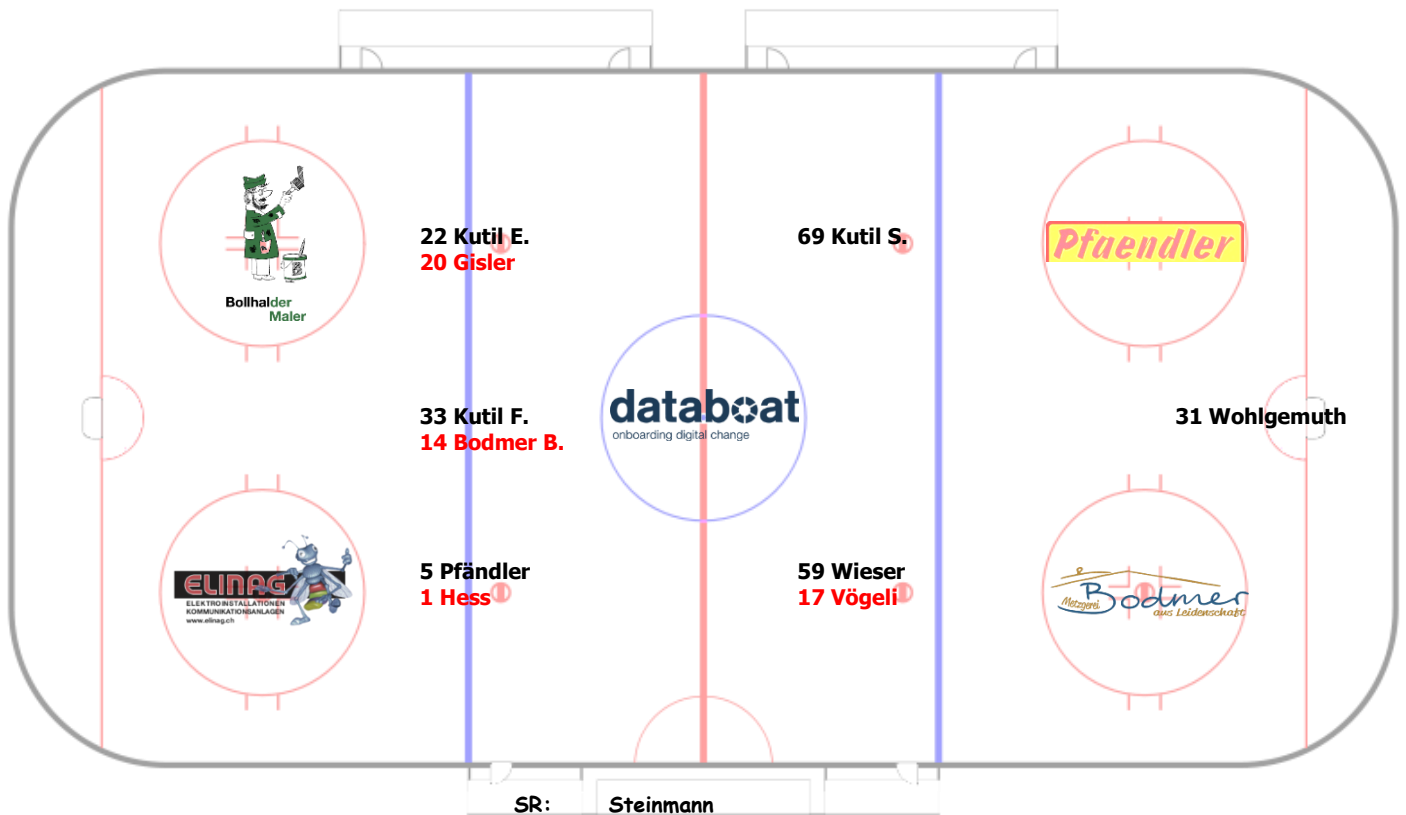 22 Kutil E.
20 Gisler
69 Kutil S.
Pfaendler
Bollhalder
Maler
databoat
onboarding digital change
33 Kutil F.
14 Bodmer B.
31 Wohlgemuth
ELINAG
ELEKTROINSTALLATIONEN
KOMMUNIKATIONSANLAGEN
www.elinag.ch
5 Pfändler
1 Hess
59 Wieser
17 Vögeli
Metzgerei Bodmer
aus Leidenschaft
SR: Steinmann